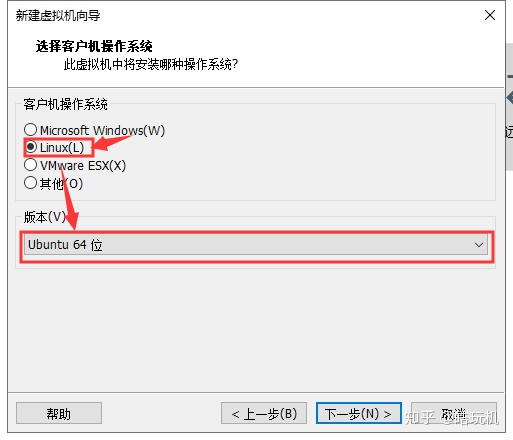 新建虚拟机向导
选择客户机操作系统
此虚拟机中将安装哪种操作系统?
客户机操作系统
Microsoft Windows(W)
Linux(L)
VMware ESX(X)
其他(O)
版本(V)
Ubuntu 64 位
帮助
< 上一步(B)
下一步(N) >
取消
知乎 @皓玩机
远